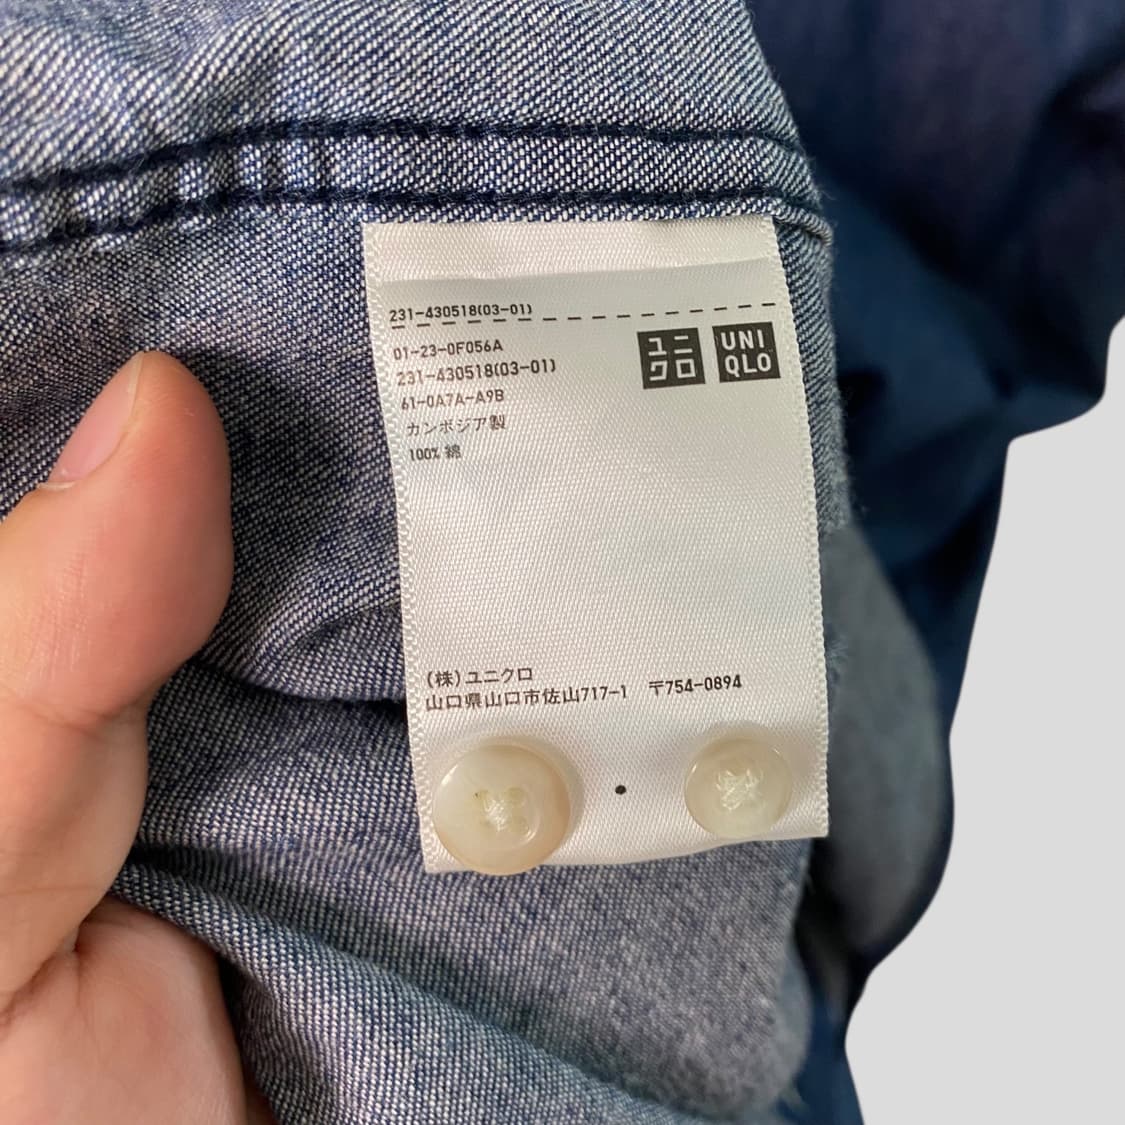 231-430518(03-01)
01-23-0F056A
231-430518(03-01)
61-0A7A-A9B
カンボジア製
100% 綿
ユニ
クロ
UNI
QLO
(株)ユニクロ
山口県山口市佐山717-1 〒754-0894